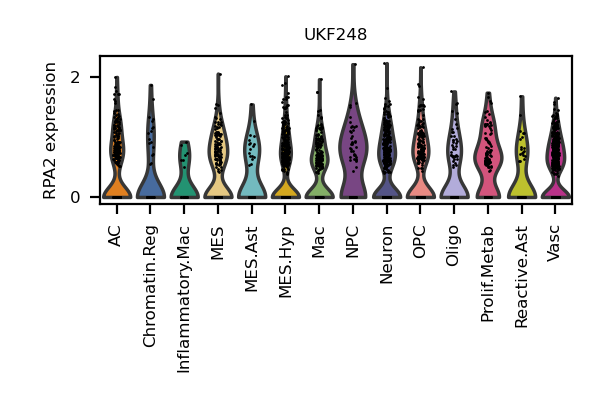 UKF248
RPA2 expression
2
0
AC
Chromatin.Reg
Inflammatory.Mac
MES
MES.Ast
MES.Hyp
Mac
NPC
Neuron
OPC
Oligo
Prolif.Metab
Reactive.Ast
Vasc